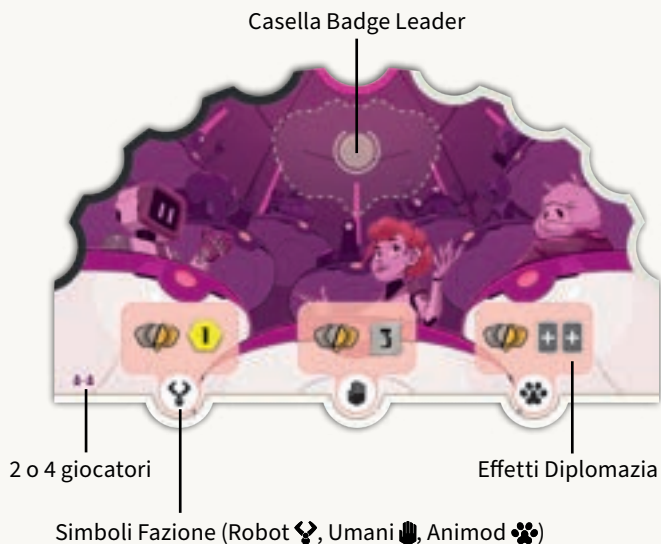 Casella Badge Leader
1
3
+ +
2 o 4 giocatori
Effetti Diplomazia
Simboli Fazione (Robot, Umani, Animod)